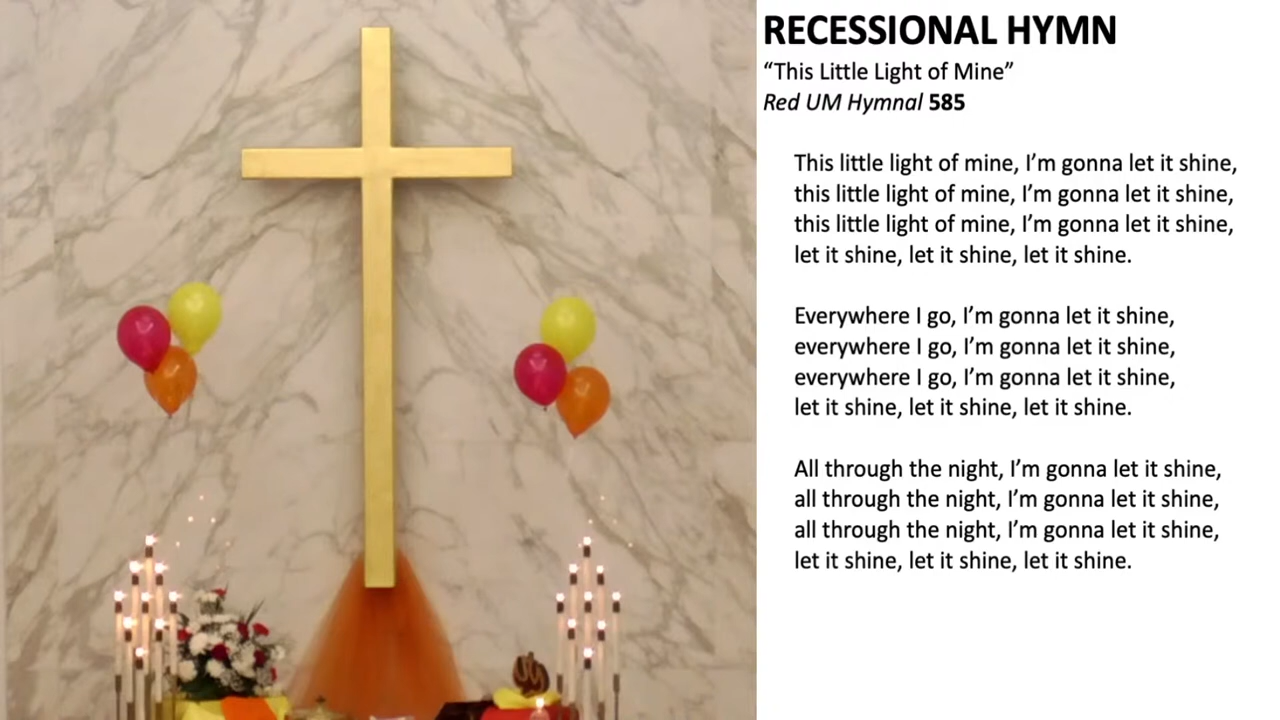 RECESSIONAL HYMN
“This Little Light of Mine”
Red UM Hymnal 585
This little light of mine, I’m gonna let it shine,
this little light of mine, I’m gonna let it shine,
this little light of mine, I’m gonna let it shine,
let it shine, let it shine, let it shine.
Everywhere I go, I’m gonna let it shine,
everywhere I go, I’m gonna let it shine,
everywhere I go, I’m gonna let it shine,
let it shine, let it shine, let it shine.
All through the night, I’m gonna let it shine,
all through the night, I’m gonna let it shine,
all through the night, I’m gonna let it shine,
let it shine, let it shine, let it shine.